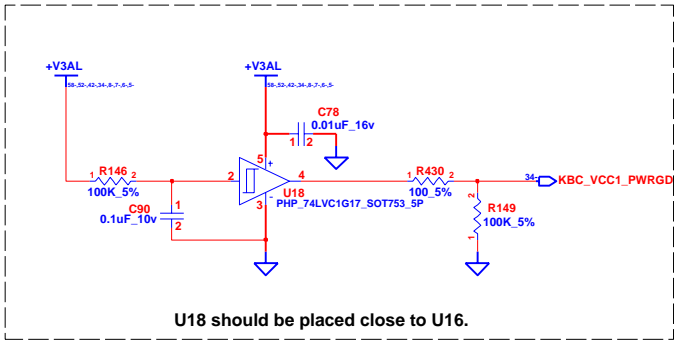 +V3AL
58-,52-,42-,34-,8-,7-,6-,5-
+V3AL
58-,52-,42-,34-,8-,7-,6-,5-
C78
0.01uF_16v
1 2
R146
1 2
100K_5%
C90
0.1uF_10v
1
2
5
+
2
4
U18
3
-
PHP_74LVC1G17_SOT753_5P
R430
1 2
100_5%
34-
KBC_VCC1_PWRGD
2
R149
100K_5%
1
U18 should be placed close to U16.